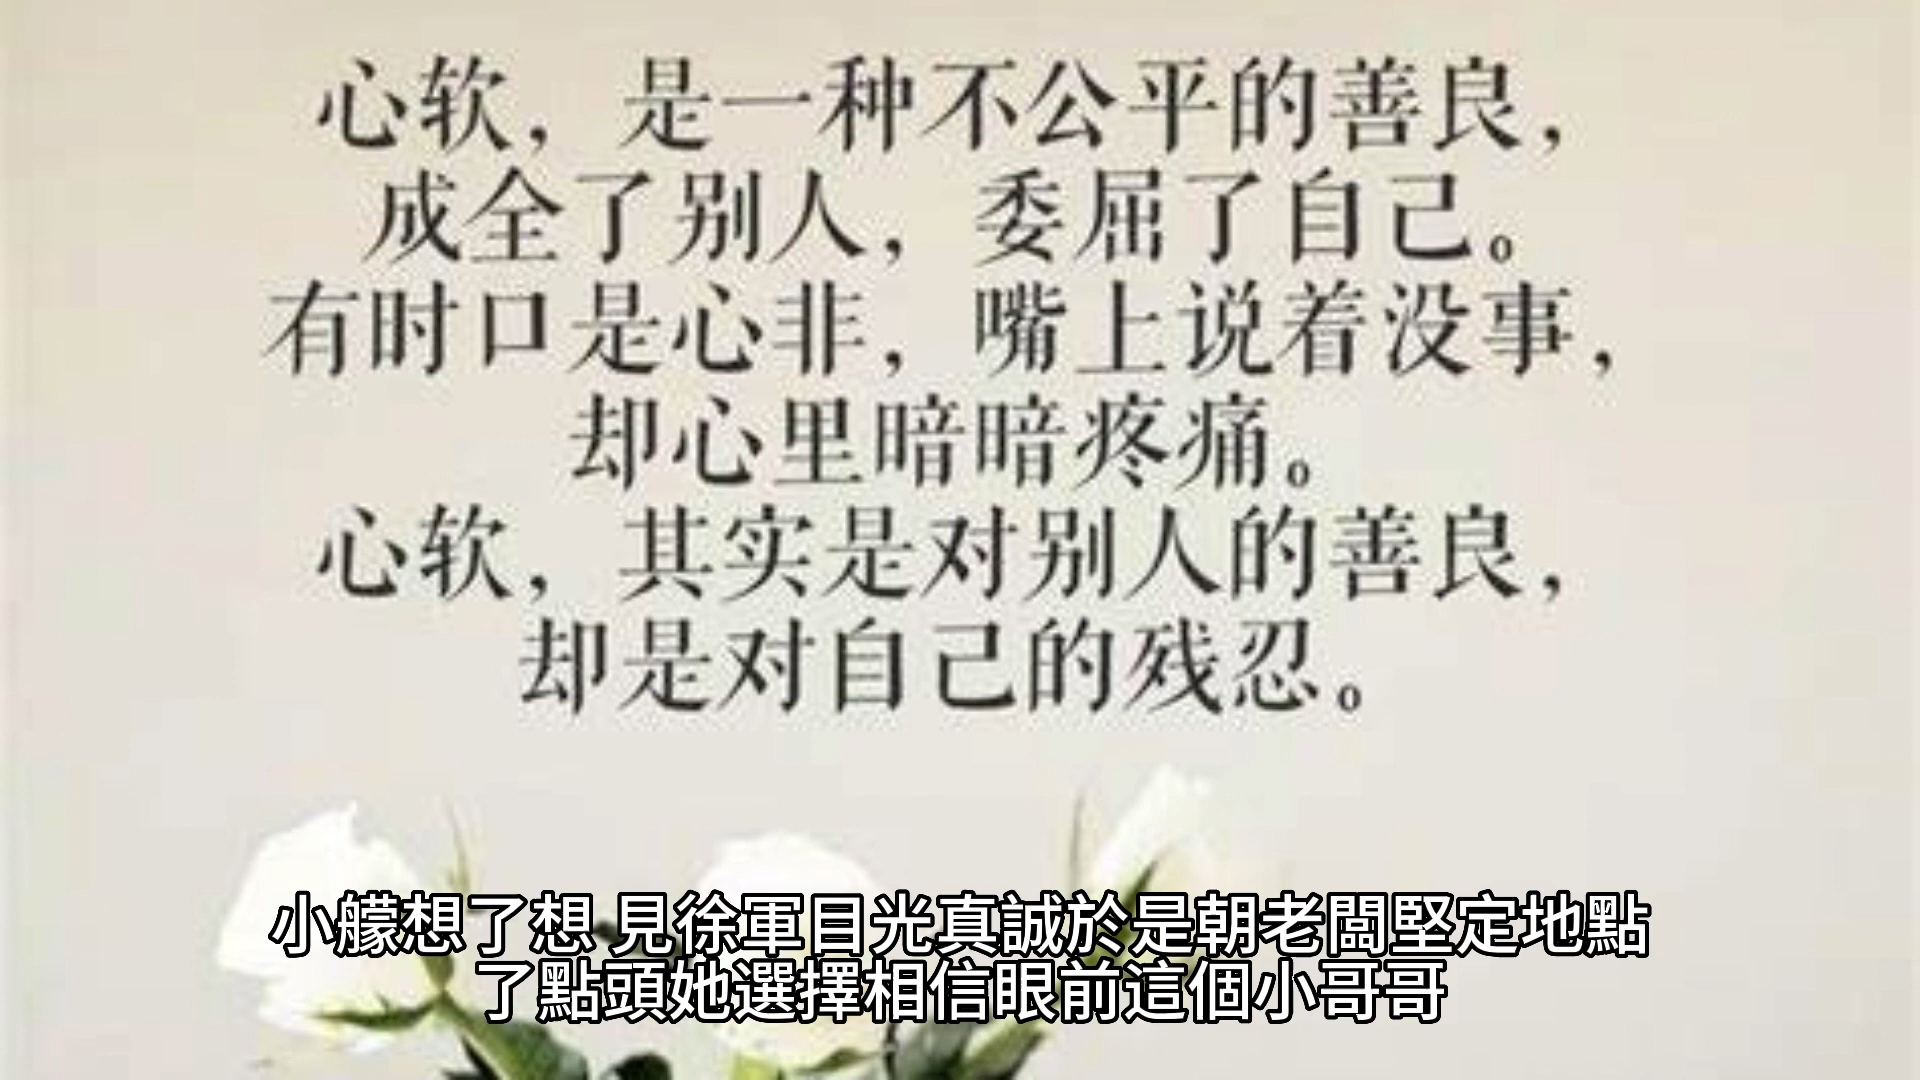 心软，是一种不公平的善良，
成全了别人，委屈了自己。
有时口是心非，嘴上说着没事，
却心里暗暗疼痛。
心软，其实是对别人的善良，
却是对自己的残忍。
小艨想了想 見徐軍目光真誠於是朝老闆堅定地點
了點頭她選擇相信眼前這個小哥哥